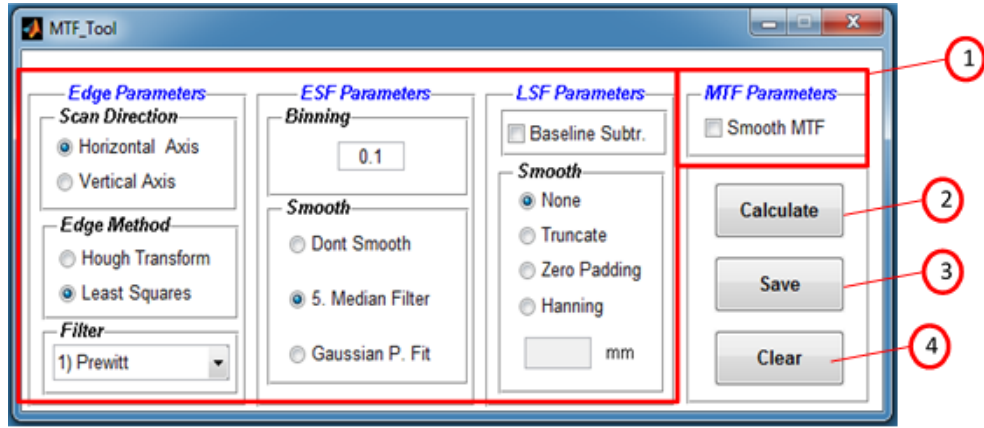 MTF_Tool
Edge Parameters
Scan Direction
Horizontal Axis
Vertical Axis
Edge Method
Hough Transform
Least Squares
Filter
1) Prewitt
ESF Parameters
Binning
0.1
Smooth
Dont Smooth
5. Median Filter
Gaussian P. Fit
LSF Parameters
Baseline Subtr.
Smooth
None
Truncate
Zero Padding
Hanning
mm
MTF Parameters
Smooth MTF
Calculate
Save
Clear
1
2
3
4